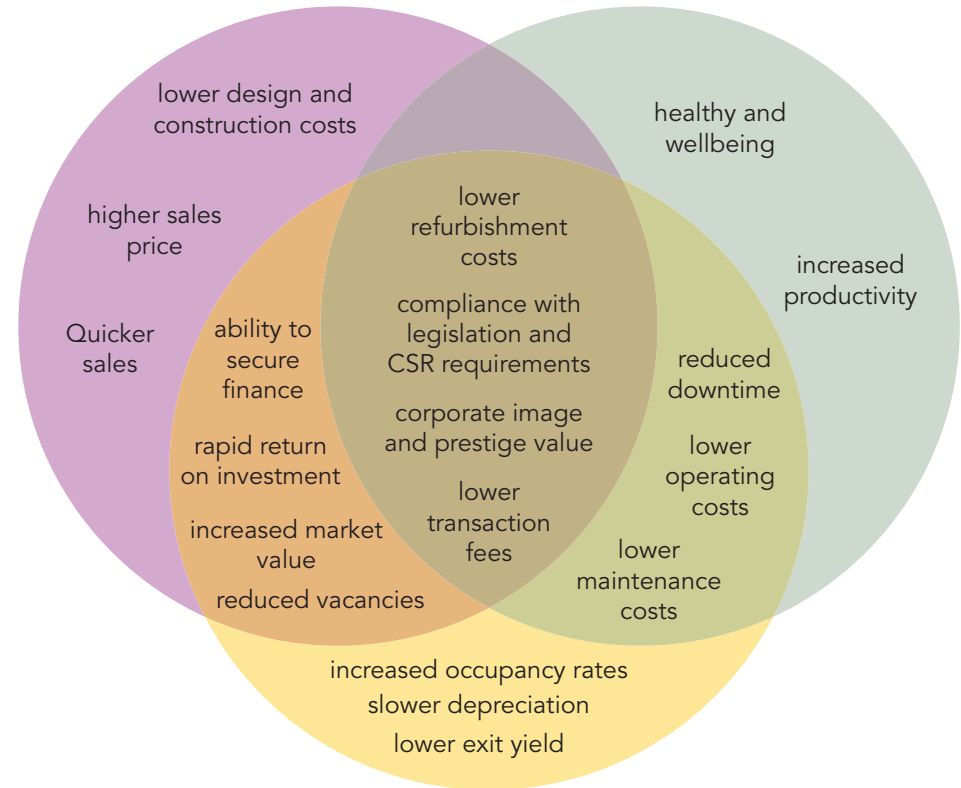 lower design and
construction costs
higher sales
price
Quicker
sales
ability to
secure
finance
rapid return
on investment
increased market
value
reduced vacancies
lower
refurbishment
costs
compliance with
legislation and
CSR requirements
corporate image
and prestige value
lower
transaction
fees
healthy and
wellbeing
increased
productivity
reduced
downtime
lower
operating
costs
lower
maintenance
costs
increased occupancy rates
slower depreciation
lower exit yield